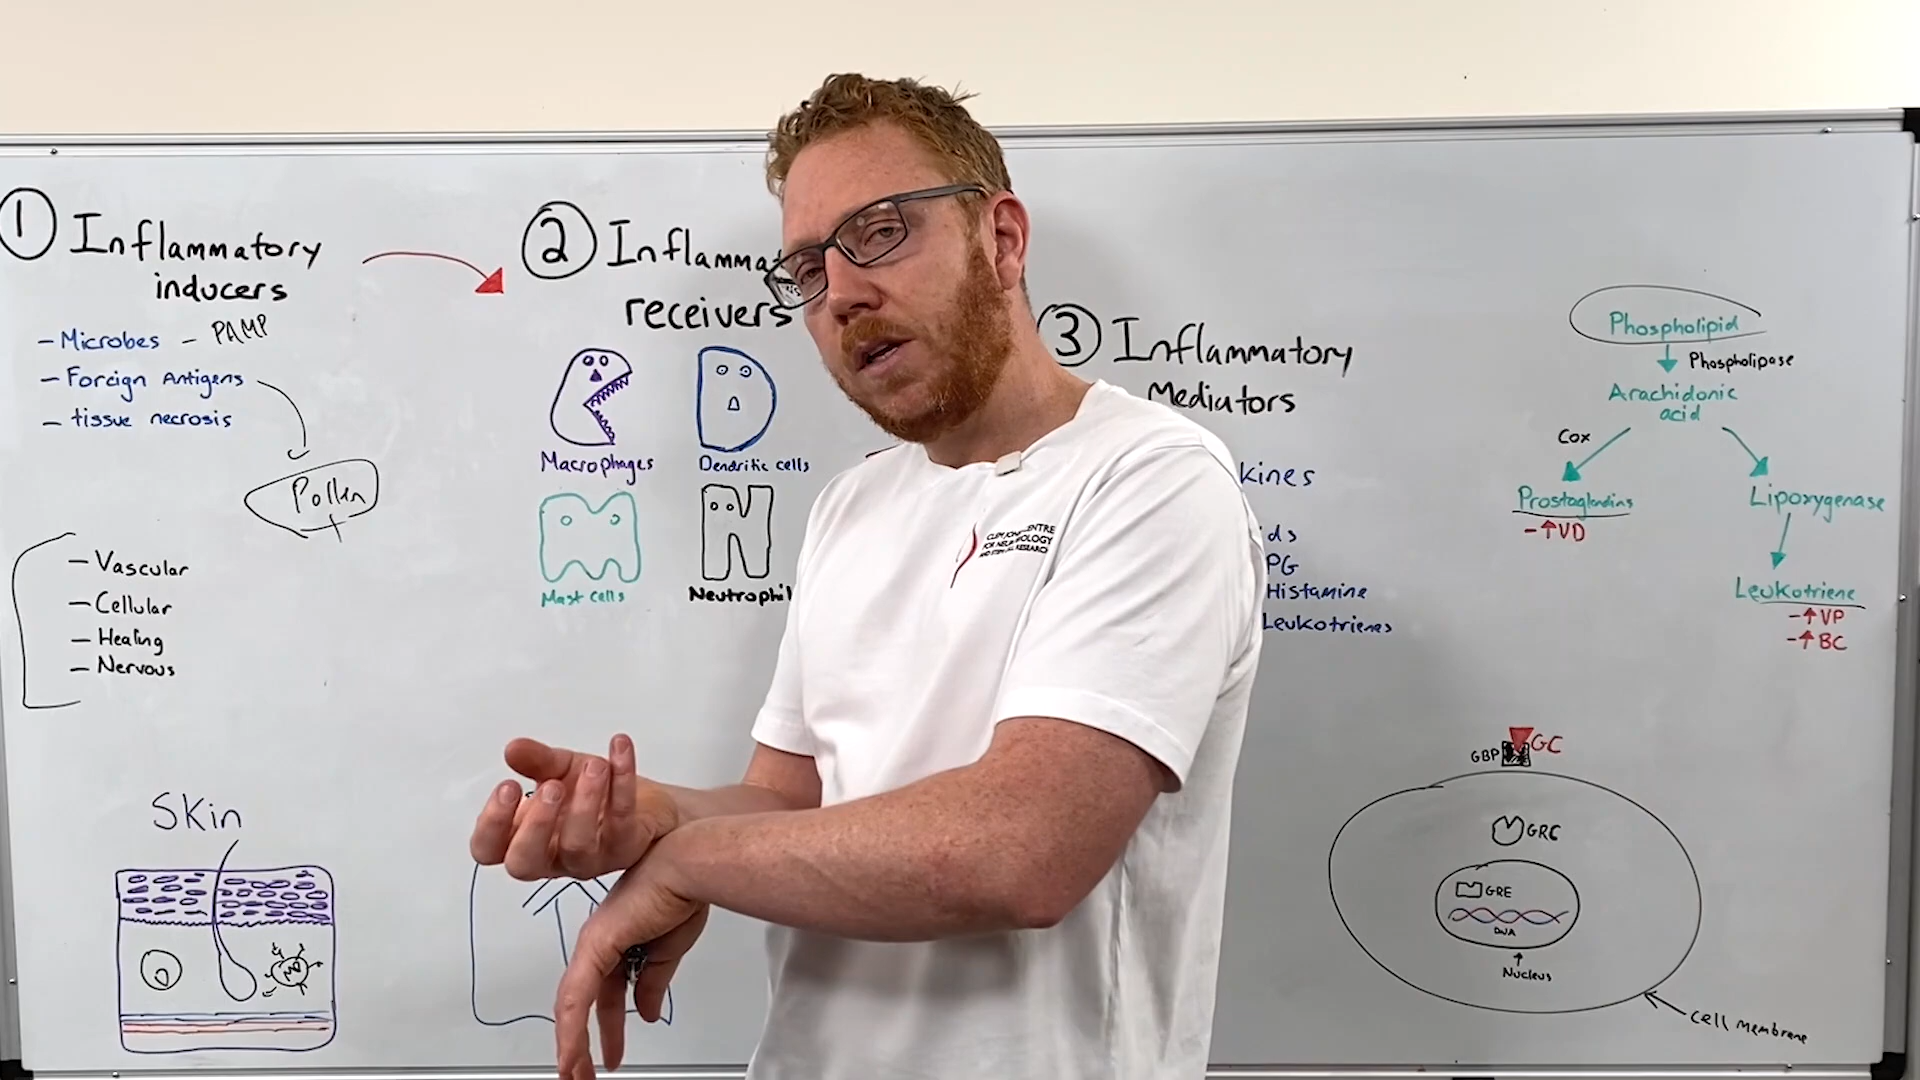 1 Inflammatory
inducers
- Microbes - PAMP
- Foreign Antigens
- tissue necrosis
Pollen
- Vascular
- Cellular
- Healing
- Nervous
Skin
2 Inflammat
receivers
Macrophages
Dendritic cells
Mast cells
Neutrophil
3 Inflammatory
Mediators
kines
ds
PG
Histamine
Leukotrienes
Phospholipid
Phospholipase
Arachidonic
acid
Cox
Prostaglandins
- ↑VD
Lipoxygenase
Leukotriene
- ↑VP
- ↑BC
GBP
GC
GRC
GRE
DNA
Nucleus
cell membrane